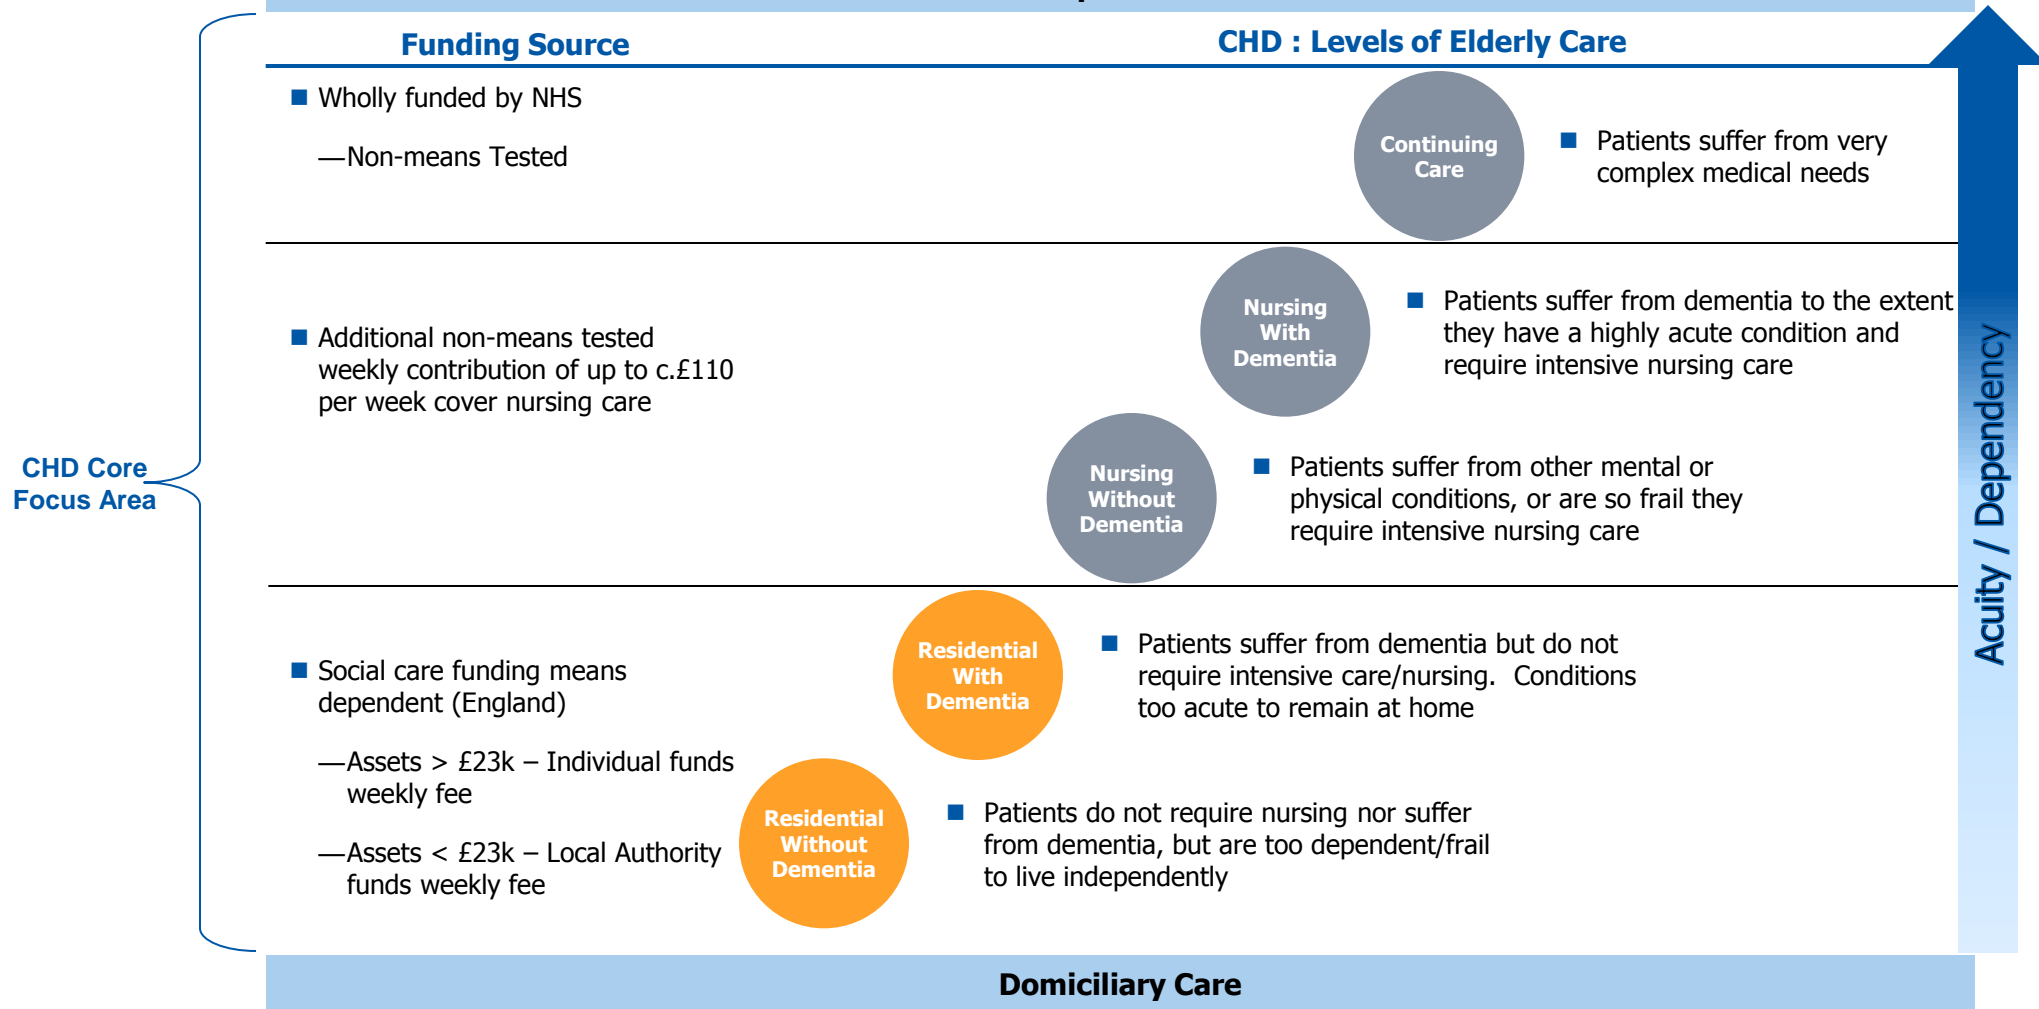 Funding Source
CHD : Levels of Elderly Care
■ Wholly funded by NHS
—Non-means Tested
Continuing
Care
■ Patients suffer from very
complex medical needs
■ Additional non-means tested
weekly contribution of up to c.£110
per week cover nursing care
Nursing
With
Dementia
■ Patients suffer from dementia to the extent
they have a highly acute condition and
require intensive nursing care
Nursing
Without
Dementia
■ Patients suffer from other mental or
physical conditions, or are so frail they
require intensive nursing care
CHD Core
Focus Area
Acuity / Dependency
■ Social care funding means
dependent (England)
—Assets > £23k – Individual funds
weekly fee
—Assets < £23k – Local Authority
funds weekly fee
Residential
With
Dementia
■ Patients suffer from dementia but do not
require intensive care/nursing.  Conditions
too acute to remain at home
Residential
Without
Dementia
■ Patients do not require nursing nor suffer
from dementia, but are too dependent/frail
to live independently
Domiciliary Care